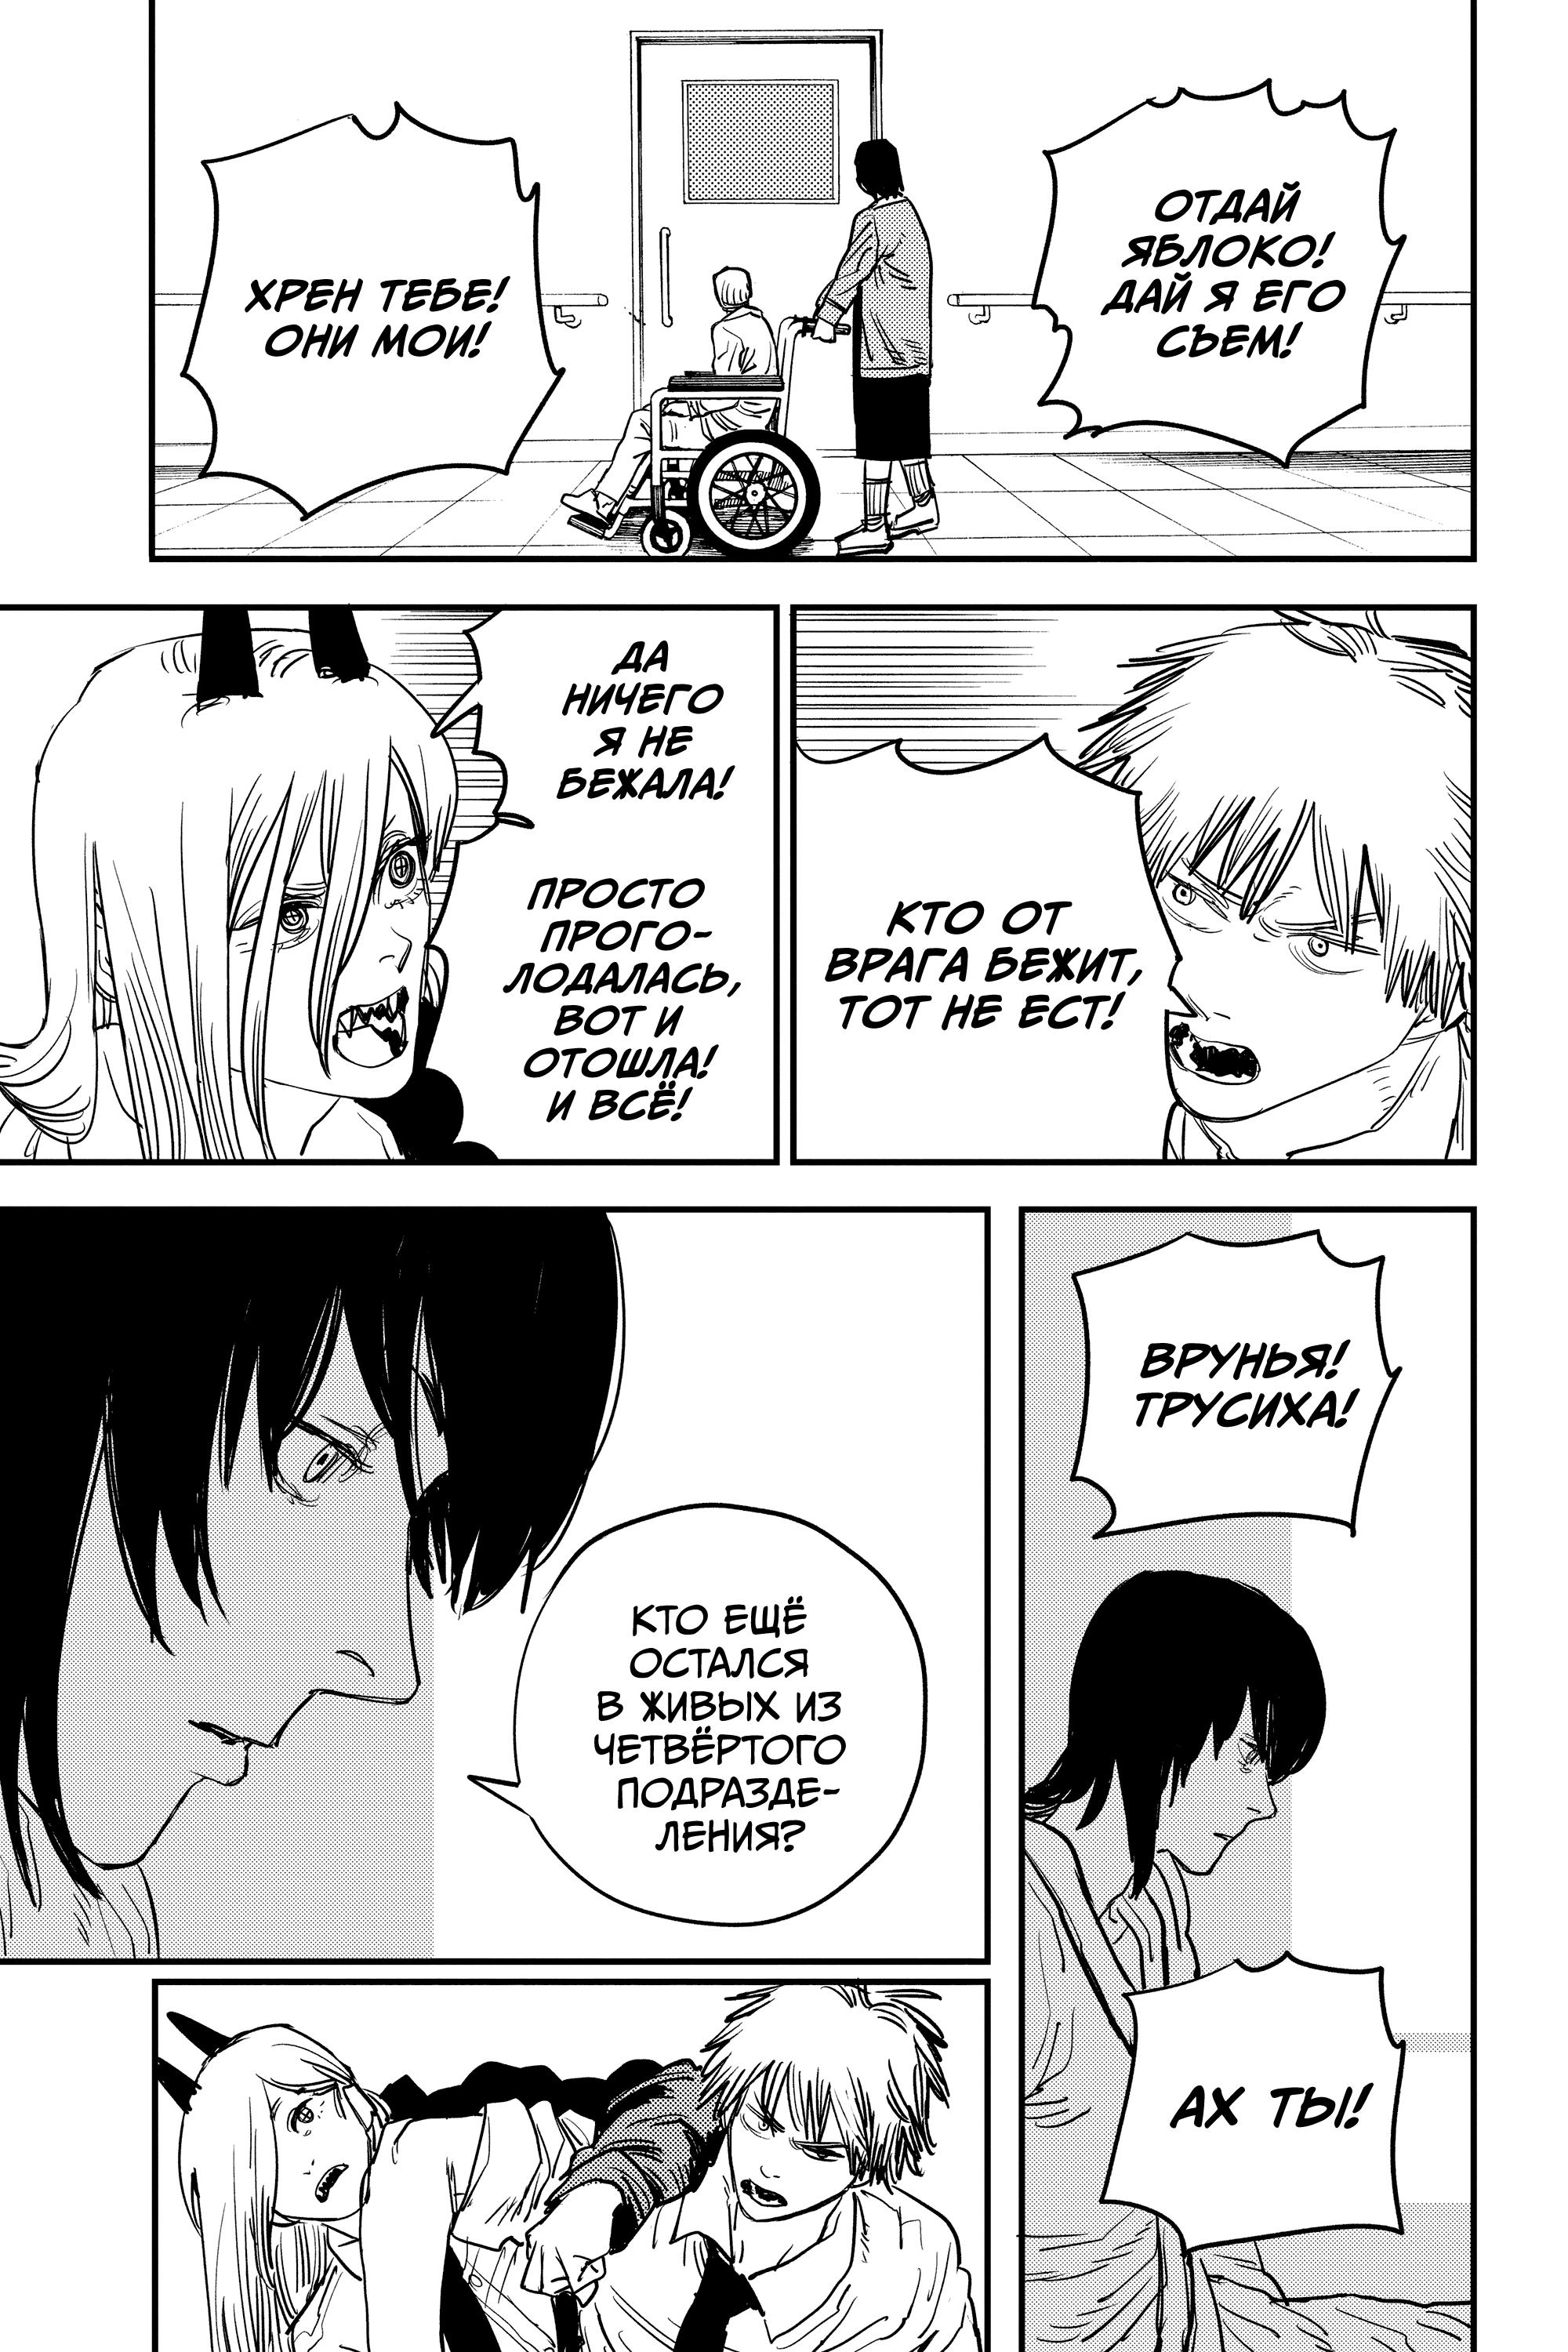 ОТДАЙ
ЯБЛОКО!
ДАЙ Я ЕГО
СЪЕМ!
ХРЕН ТЕБЕ!
ОНИ МОИ!
КТО ОТ
ВРАГА БЕЖИТ,
ТОТ НЕ ЕСТ!
ДА
НИЧЕГО
Я НЕ
БЕЖАЛА!
ПРОСТО
ПРОГО-
ЛОДАЛАСЬ,
ВОТ И
ОТОШЛА!
И ВСЁ!
ВРУНЬЯ!
ТРУСИХА!
АХ ТЫ!
КТО ЕЩЁ
ОСТАЛСЯ
В ЖИВЫХ ИЗ
ЧЕТВЁРТОГО
ПОДРАЗДЕ-
ЛЕНИЯ?